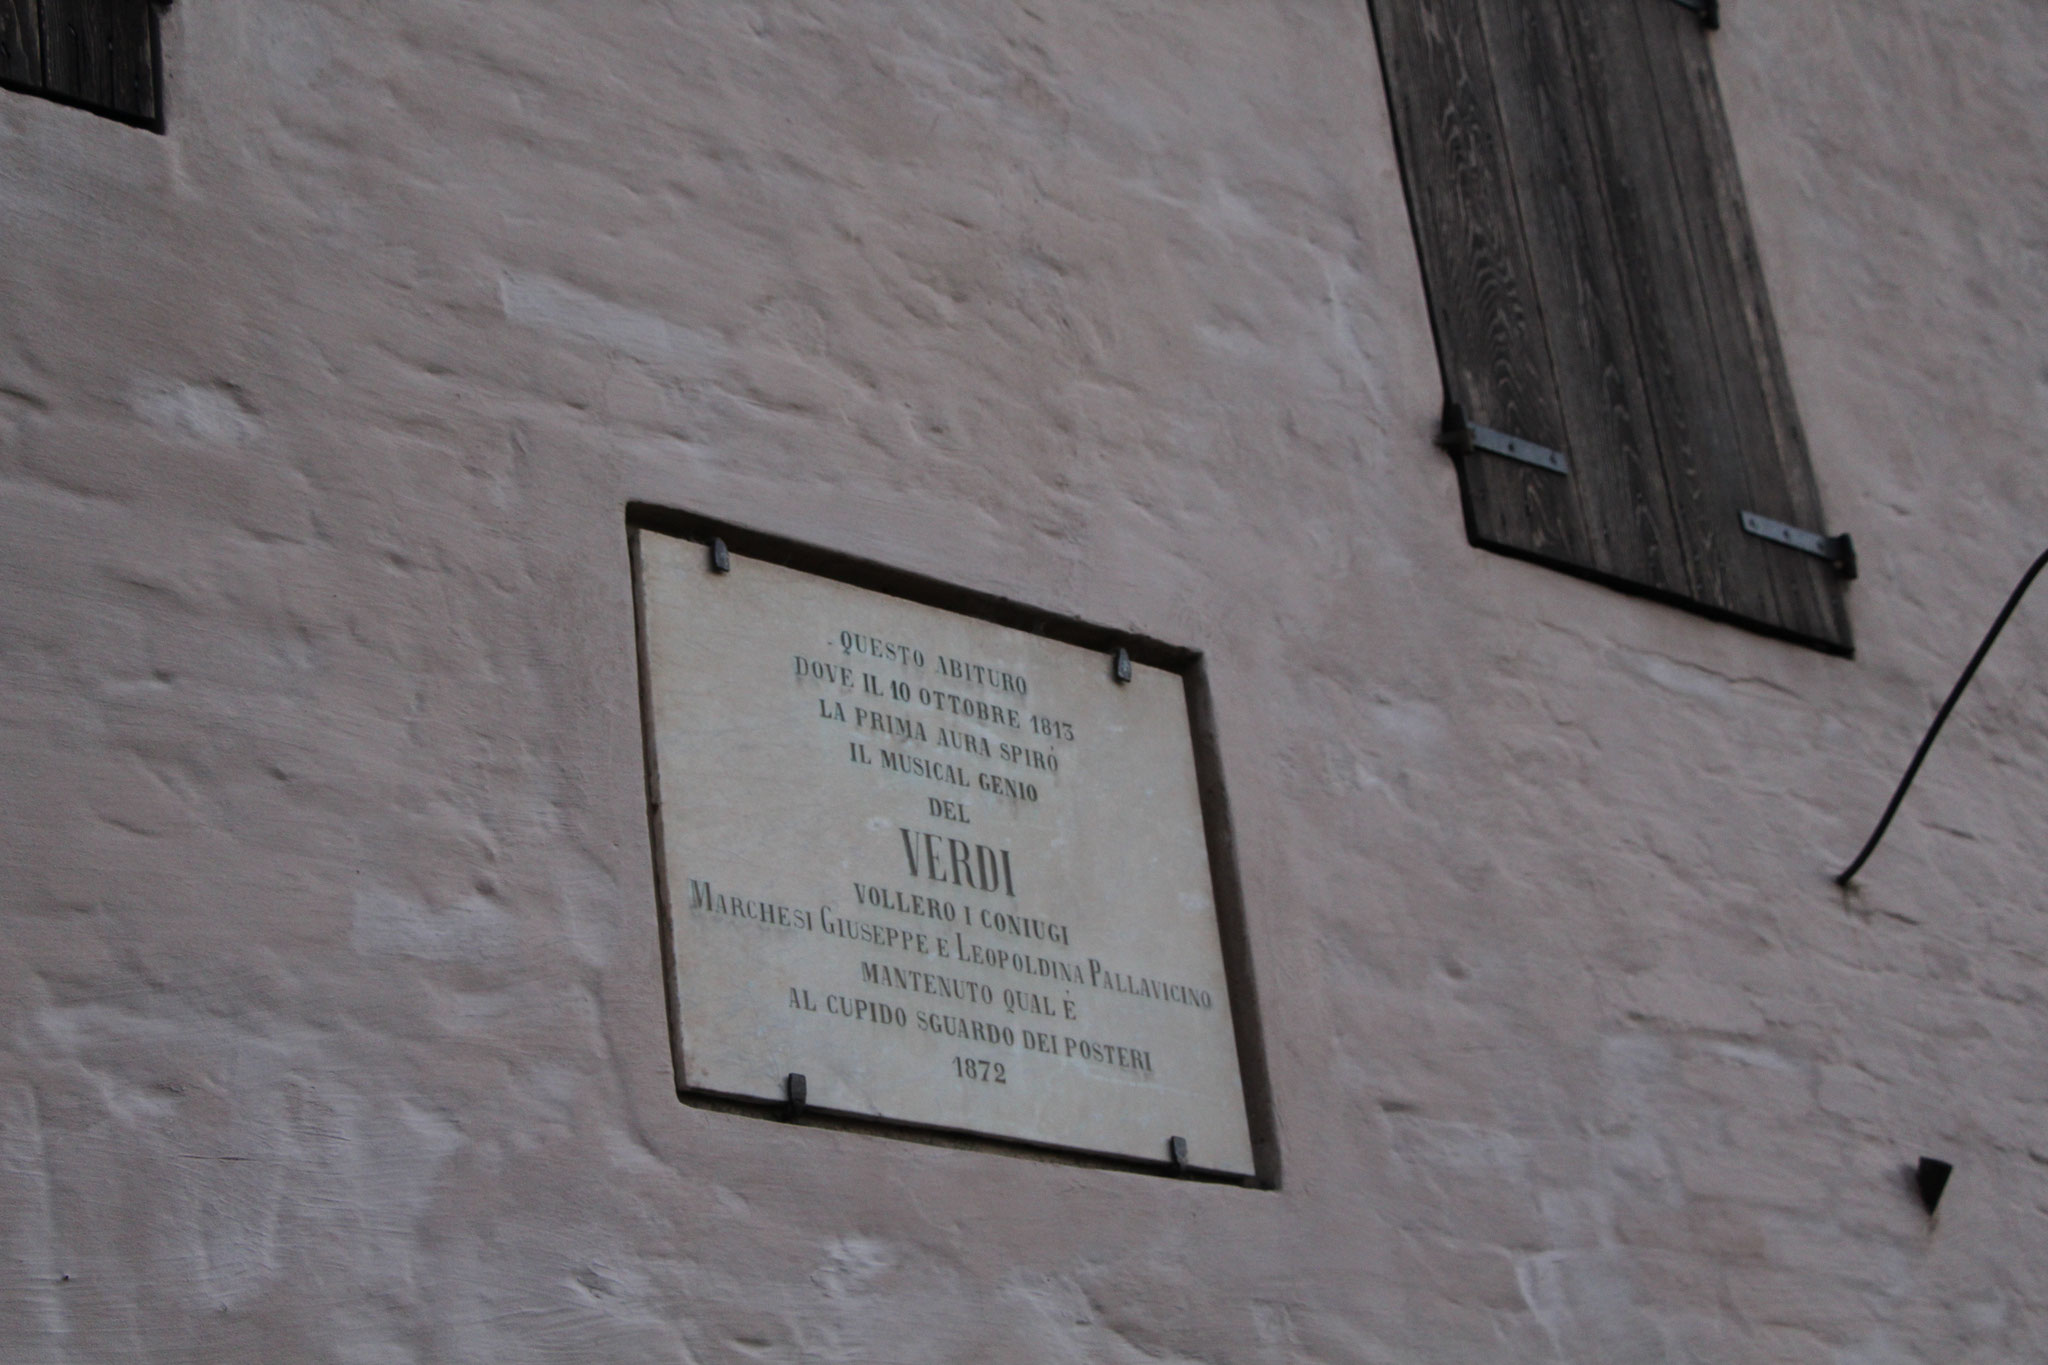 QUESTO ABITURO
DOVE IL 10 OTTOBRE 1813
LA PRIMA AURA SPIRÒ
IL MUSICAL GENIO
DEL
VERDI
VOLLERO I CONIUGI
MARCHESI GIUSEPPE E LEOPOLDINA PALLAVICINO
MANTENUTO QUAL È
AL CUPIDO SGUARDO DEI POSTERI
1872